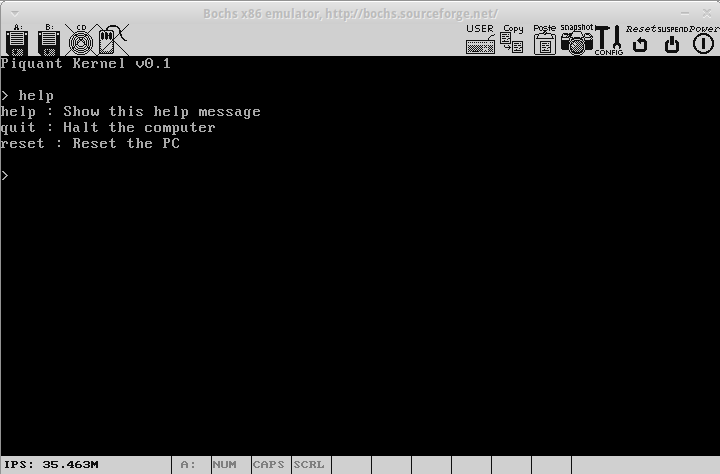 Bochs x86 emulator, http://bochs.sourceforge.net/
A: B: CD USER Copy Paste snapshot CONFIG Reset SUSPEND Power
Piquant Kernel v0.1
> help
help : Show this help message
quit : Halt the computer
reset : Reset the PC
>
IPS: 35.463M A: NUM CAPS SCRL